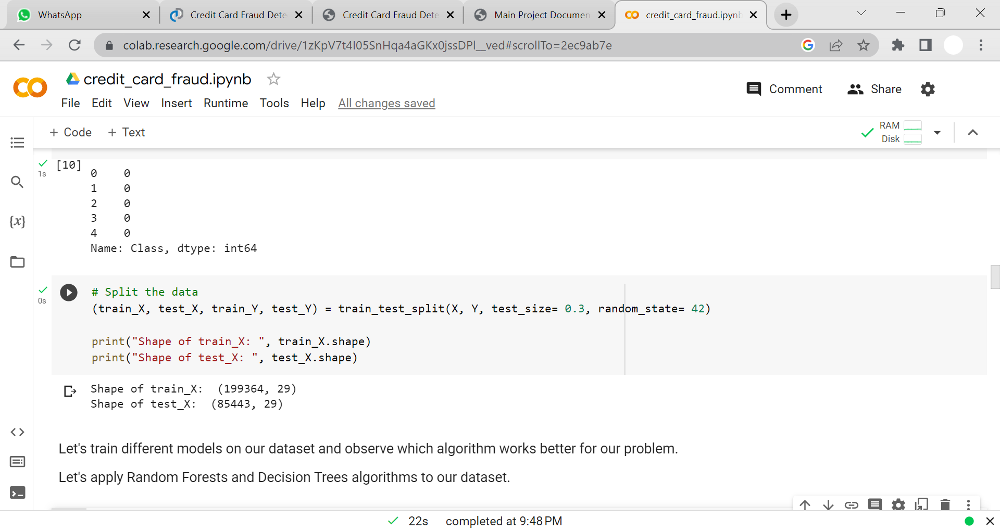 WhatsApp
Credit Card Fraud Dete
Credit Card Fraud Dete
Main Project Documen
credit_card_fraud.ipynb
colab.research.google.com/drive/1zKpV7t4I05SnHqa4aGKx0jssDPl__ved#scrollTo=2ec9ab7e
credit_card_fraud.ipynb
Comment
Share
File Edit View Insert Runtime Tools Help All changes saved
+ Code + Text
RAM
Disk
1s
[10]
0 0
1 0
2 0
3 0
4 0
Name: Class, dtype: int64
0s
# Split the data
(train_X, test_X, train_Y, test_Y) = train_test_split(X, Y, test_size= 0.3, random_state= 42)
print("Shape of train_X: ", train_X.shape)
print("Shape of test_X: ", test_X.shape)
Shape of train_X:  (199364, 29)
Shape of test_X:  (85443, 29)
Let's train different models on our dataset and observe which algorithm works better for our problem.
Let's apply Random Forests and Decision Trees algorithms to our dataset.
22s completed at 9:48 PM